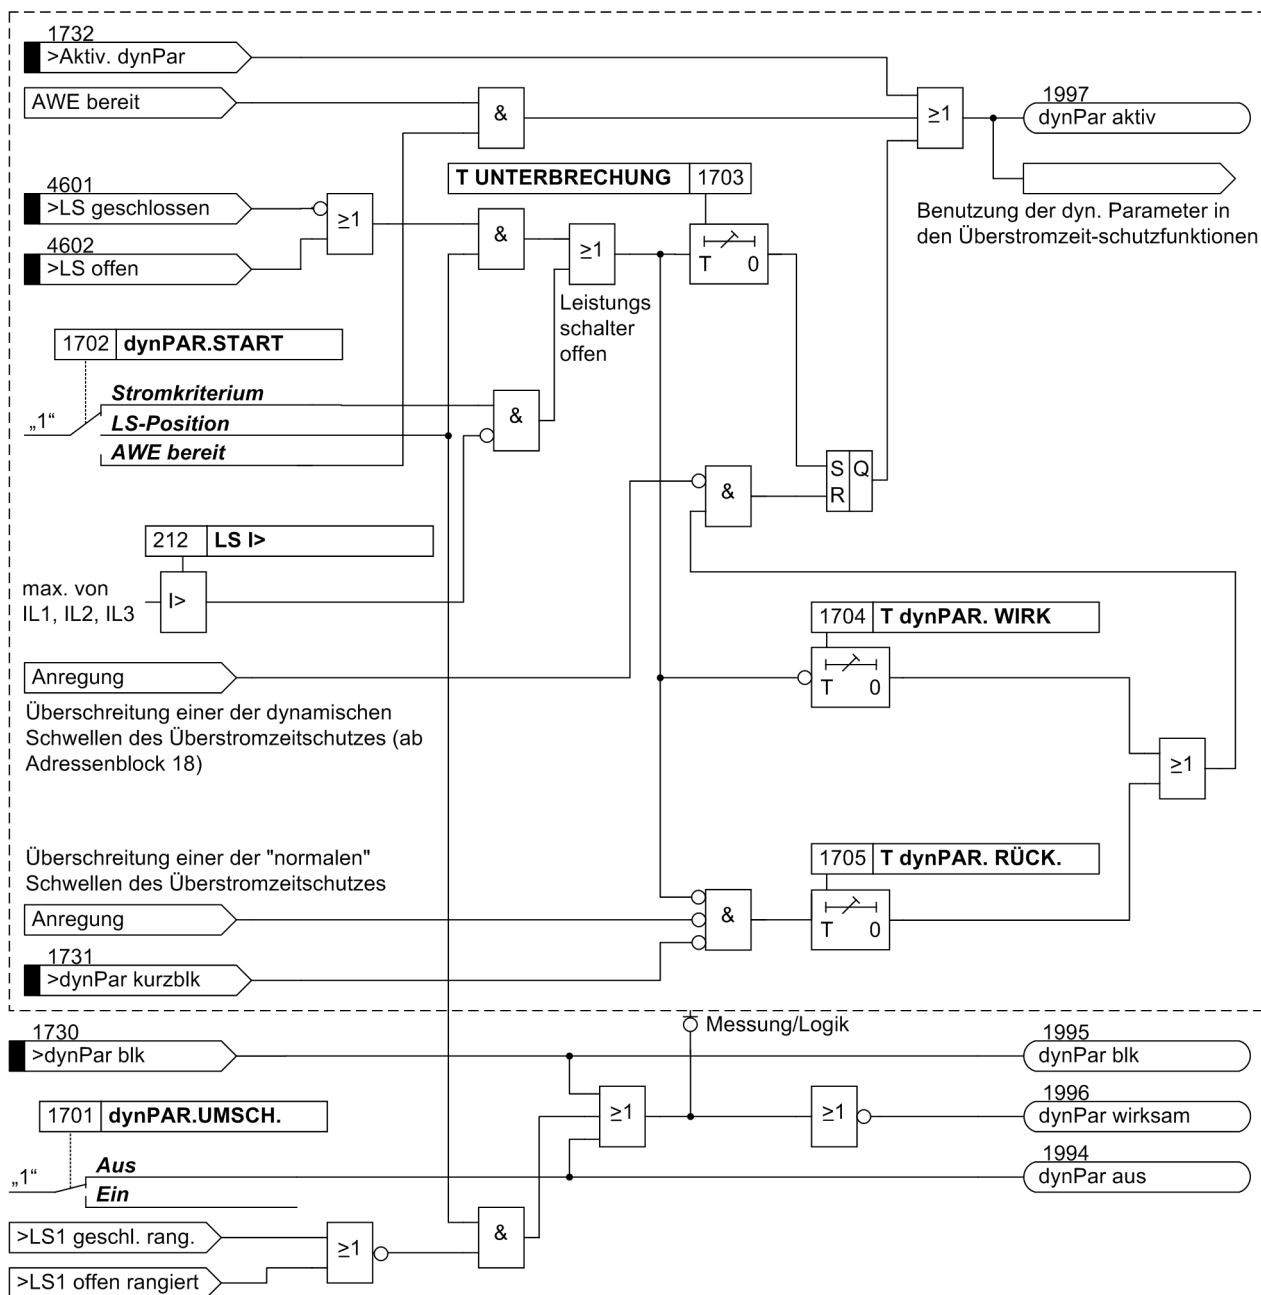 1732
>Aktiv. dynPar
AWE bereit
&
≥1
1997
dynPar aktiv
Benutzung der dyn. Parameter in
den Überstromzeit-schutzfunktionen
4601
>LS geschlossen
4602
>LS offen
≥1
&
≥1
Leistungs
schalter
offen
T UNTERBRECHUNG 1703
T 0
1702 dynPAR.START
„1“
Stromkriterium
LS-Position
AWE bereit
&
&
S Q
R
212 LS I>
max. von
IL1, IL2, IL3
I>
Anregung
Überschreitung einer der dynamischen
Schwellen des Überstromzeitschutzes (ab
Adressenblock 18)
1704 T dynPAR. WIRK
T 0
≥1
Überschreitung einer der "normalen"
Schwellen des Überstromzeitschutzes
Anregung
1731
>dynPar kurzblk
&
1705 T dynPAR. RÜCK.
T 0
Messung/Logik
1730
>dynPar blk
1995
dynPar blk
1701 dynPAR.UMSCH.
≥1
≥1
1996
dynPar wirksam
„1“
Aus
Ein
1994
dynPar aus
>LS1 geschl. rang.
>LS1 offen rangiert
≥1
&